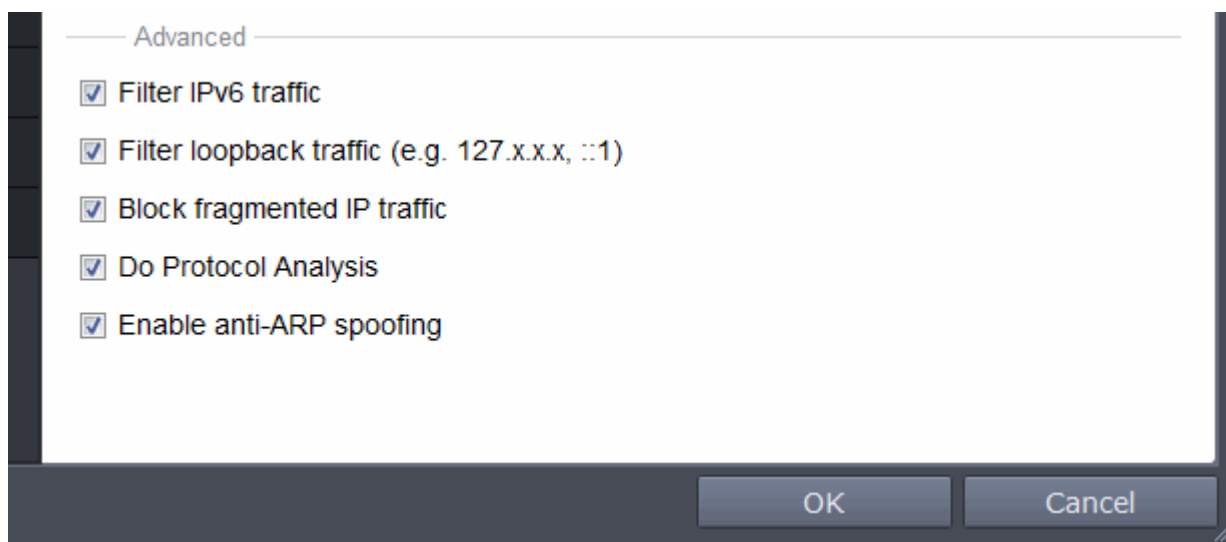 Advanced
Filter IPv6 traffic
Filter loopback traffic (e.g. 127.x.x.x, ::1)
Block fragmented IP traffic
Do Protocol Analysis
Enable anti-ARP spoofing
OK Cancel